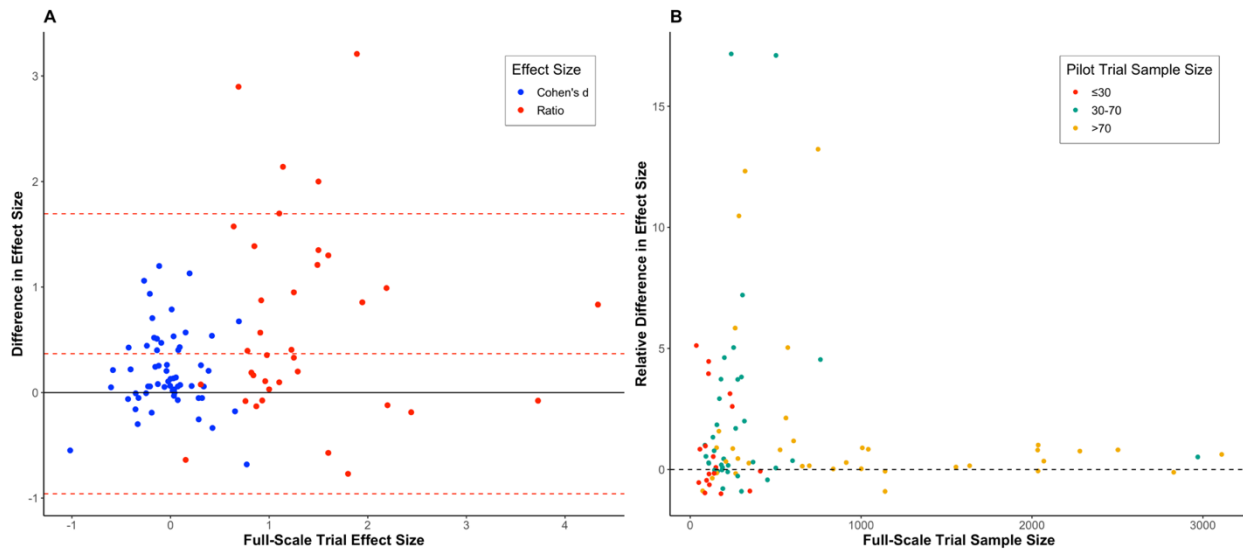 A
Effect Size
Cohen's d
Ratio
Difference in Effect Size
3
2
1
0
-1
-1 0 1 2 3 4
Full-Scale Trial Effect Size
B
Pilot Trial Sample Size
≤30
30-70
>70
Relative Difference in Effect Size
15
10
5
0
0 1000 2000 3000
Full-Scale Trial Sample Size